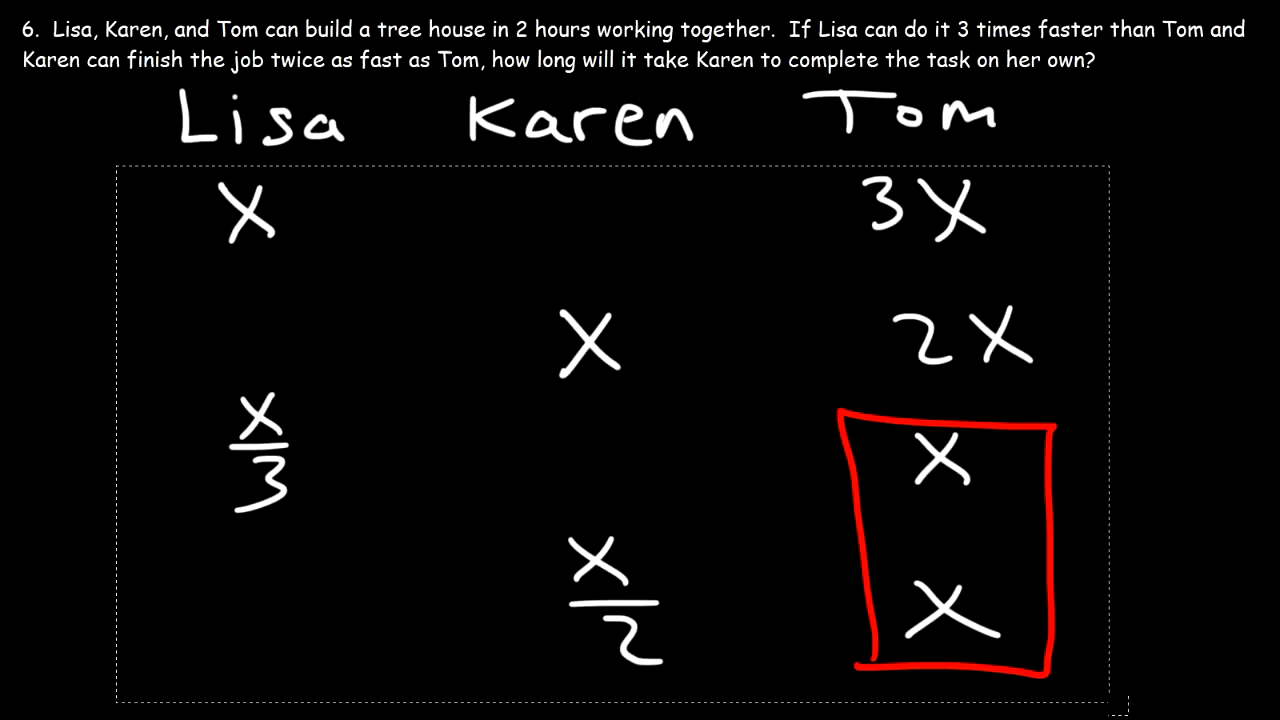 6. Lisa, Karen, and Tom can build a tree house in 2 hours working together. If Lisa can do it 3 times faster than Tom and
Karen can finish the job twice as fast as Tom, how long will it take Karen to complete the task on her own?
Lisa Karen Tom
X 3X
X 2X
X/3 X
X/2 X